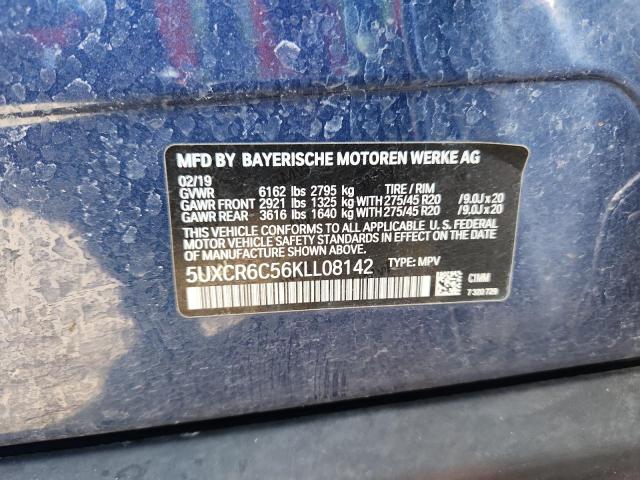 MFD BY BAYERISCHE MOTOREN WERKE AG
02/19
GVWR 6162 lbs 2795 kg TIRE / RIM
GAWR FRONT 2921 lbs 1325 kg WITH 275/45 R20 /9.0J x 20
GAWR REAR 3616 lbs 1640 kg WITH 275/45 R20 /9.0J x 20
THIS VEHICLE CONFORMS TO ALL APPLICABLE U. S. FEDERAL
MOTOR VEHICLE SAFETY STANDARDS IN EFFECT ON THE DATE
OF MANUFACTURE SHOWN ABOVE.
5UXCR6C56KLL08142 TYPE: MPV
C1MM
7320729